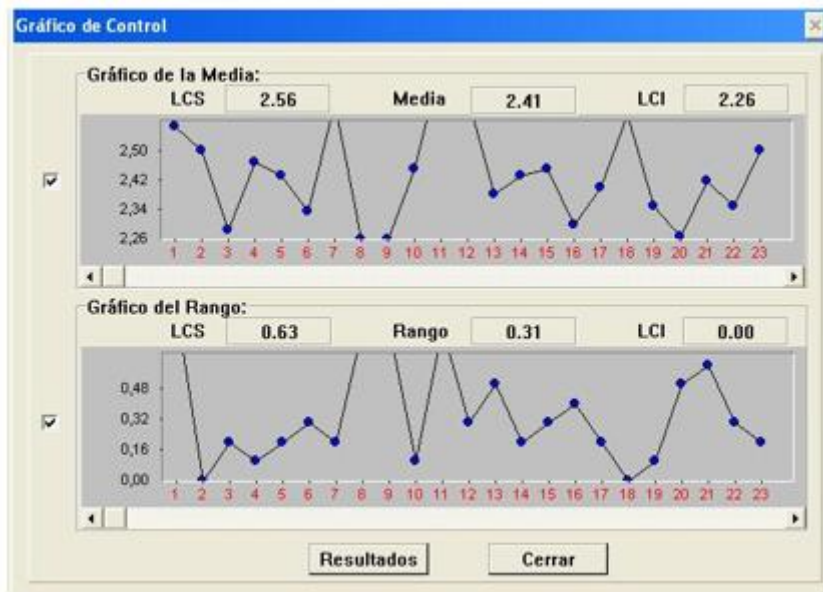 Gráfico de Control
Gráfico de la Media:
LCS 2.56 Media 2.41 LCI 2.26
2,50
2,42
2,34
2,26
1 2 3 4 5 6 7 8 9 10 11 12 13 14 15 16 17 18 19 20 21 22 23
Gráfico del Rango:
LCS 0.63 Rango 0.31 LCI 0.00
0,48
0,32
0,16
0,00
1 2 3 4 5 6 7 8 9 10 11 12 13 14 15 16 17 18 19 20 21 22 23
Resultados Cerrar